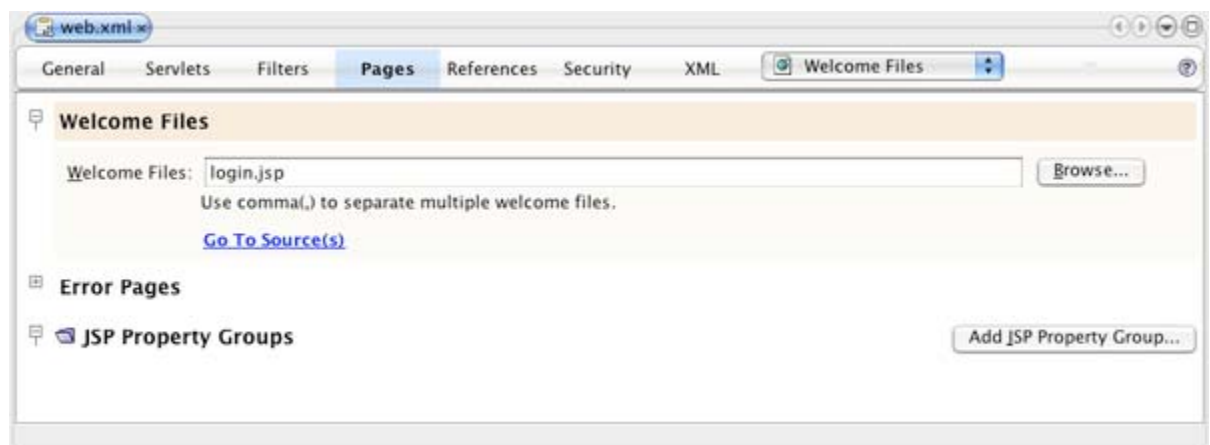 web.xml
General Servlets Filters Pages References Security XML Welcome Files
Welcome Files
Welcome Files: login.jsp Browse...
Use comma(,) to separate multiple welcome files.
Go To Source(s)
Error Pages
JSP Property Groups Add JSP Property Group...